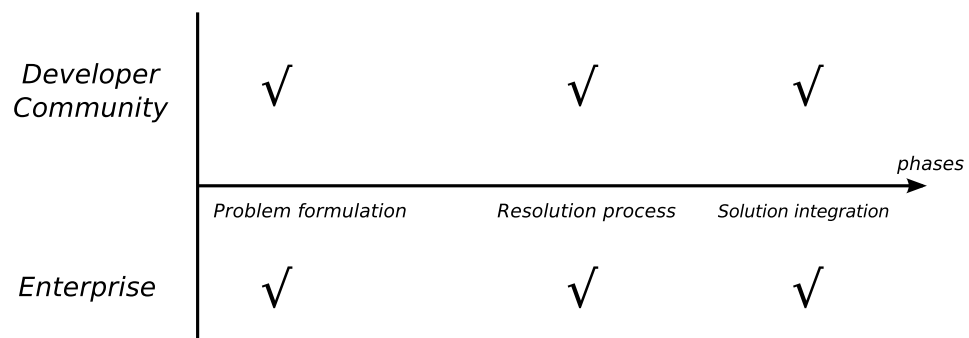 Developer
Community
√ √ √
phases
Problem formulation Resolution process Solution integration
Enterprise
√ √ √